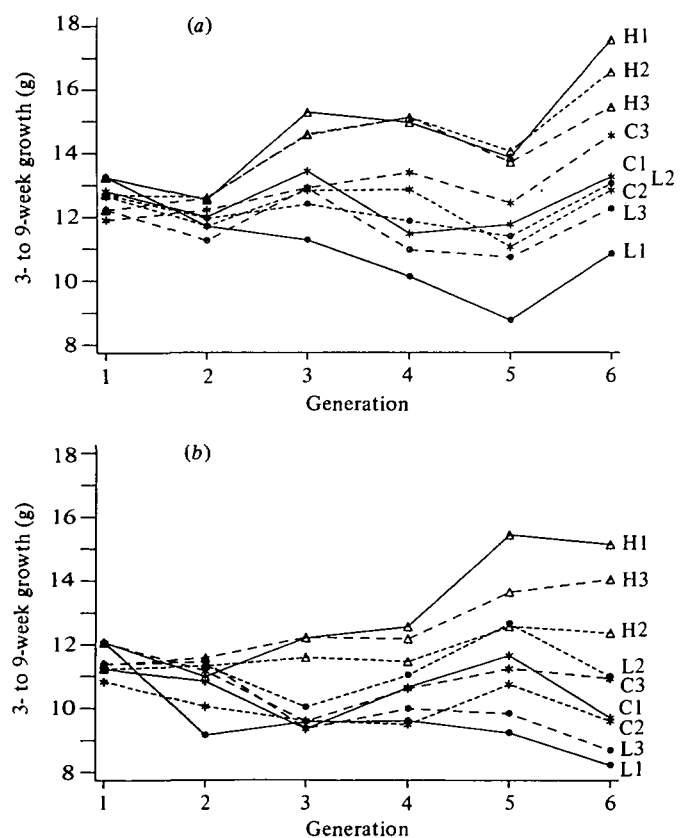 (a)
18
16
14
12
10
8
3- to 9-week growth (g)
H1
H2
H3
C3
C1
L2
C2
L3
L1
1 2 3 4 5 6
Generation
(b)
18
16
14
12
10
8
3- to 9-week growth (g)
H1
H3
H2
L2
C3
C1
C2
L3
L1
1 2 3 4 5 6
Generation